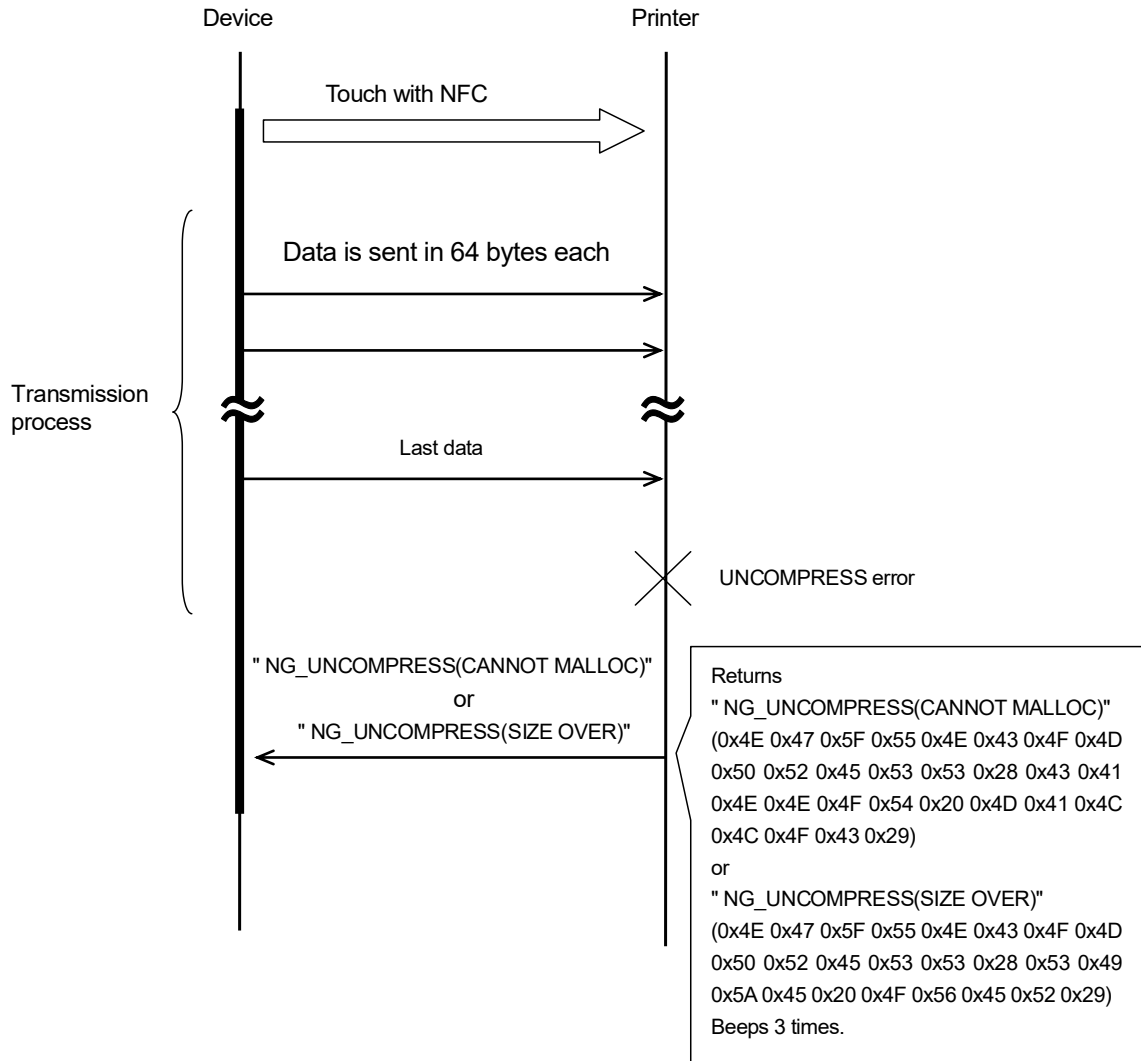 Device
Printer
Touch with NFC
Data is sent in 64 bytes each
Transmission
process
Last data
UNCOMPRESS error
" NG_UNCOMPRESS(CANNOT MALLOC)"
or
" NG_UNCOMPRESS(SIZE OVER)"
Returns
" NG_UNCOMPRESS(CANNOT MALLOC)"
(0x4E 0x47 0x5F 0x55 0x4E 0x43 0x4F 0x4D
0x50 0x52 0x45 0x53 0x53 0x28 0x43 0x41
0x4E 0x4E 0x4F 0x54 0x20 0x4D 0x41 0x4C
0x4C 0x4F 0x43 0x29)
or
" NG_UNCOMPRESS(SIZE OVER)"
(0x4E 0x47 0x5F 0x55 0x4E 0x43 0x4F 0x4D
0x50 0x52 0x45 0x53 0x53 0x28 0x53 0x49
0x5A 0x45 0x20 0x4F 0x56 0x45 0x52 0x29)
Beeps 3 times.